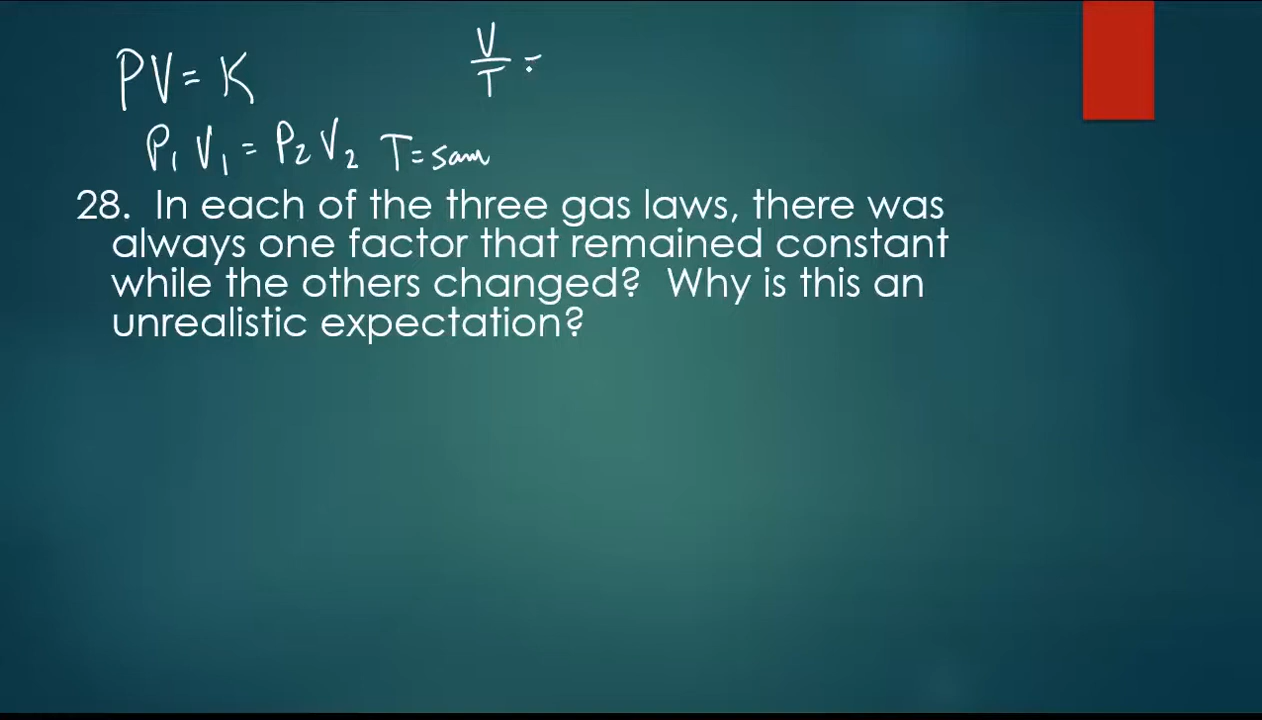 PV = K
V/T =
P₁ V₁ = P₂ V₂ T = sam
28. In each of the three gas laws, there was
always one factor that remained constant
while the others changed? Why is this an
unrealistic expectation?